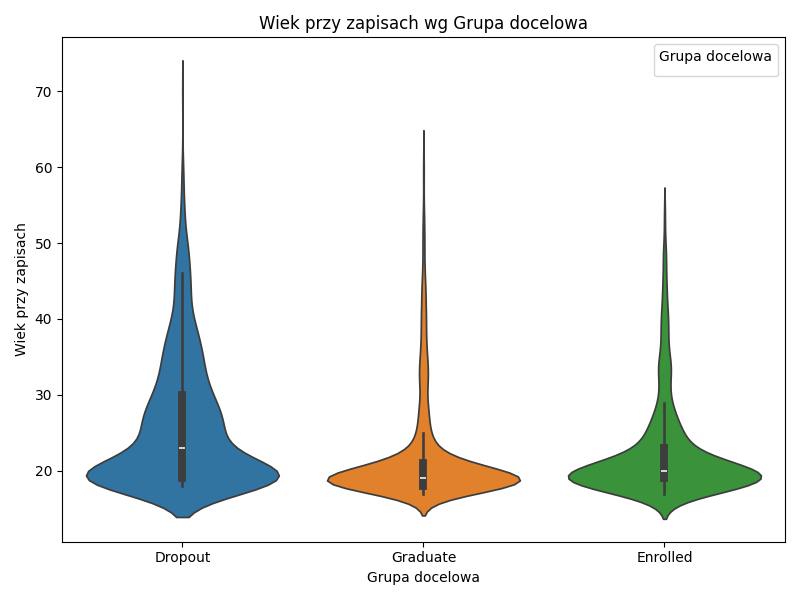 Wiek przy zapisach wg Grupa docelowa
Grupa docelowa
Wiek przy zapisach
70
60
50
40
30
20
Dropout
Graduate
Enrolled
Grupa docelowa